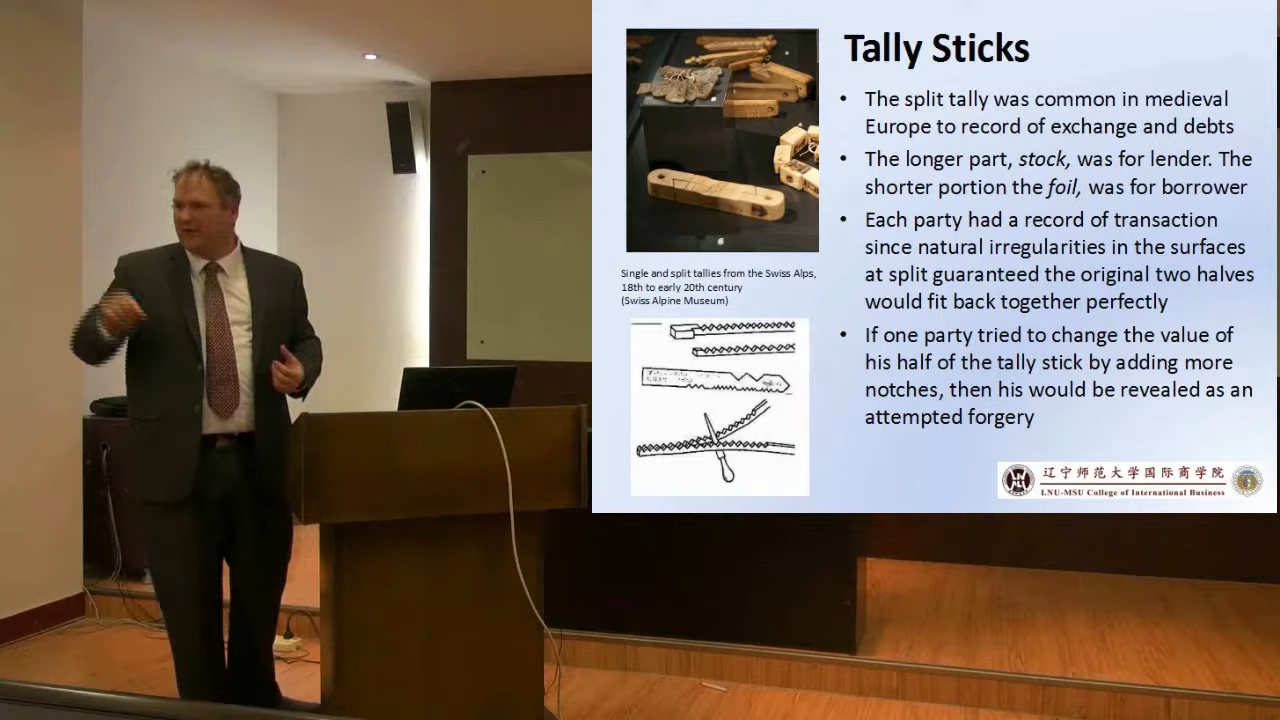 Tally Sticks
• The split tally was common in medieval
Europe to record of exchange and debts
• The longer part, stock, was for lender. The
shorter portion the foil, was for borrower
• Each party had a record of transaction
since natural irregularities in the surfaces
at split guaranteed the original two halves
would fit back together perfectly
• If one party tried to change the value of
his half of the tally stick by adding more
notches, then his would be revealed as an
attempted forgery
Single and split tallies from the Swiss Alps,
18th to early 20th century
(Swiss Alpine Museum)
辽宁师范大学国际商学院
LNU-MSU College of International Business